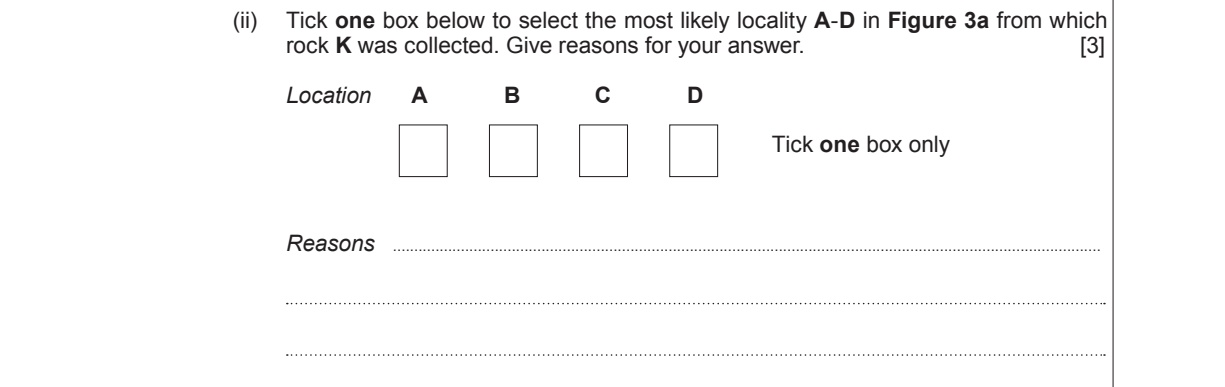 (ii) Tick one box below to select the most likely locality A-D in Figure 3a from which
rock K was collected. Give reasons for your answer. [3]
Location A B C D
Tick one box only
Reasons